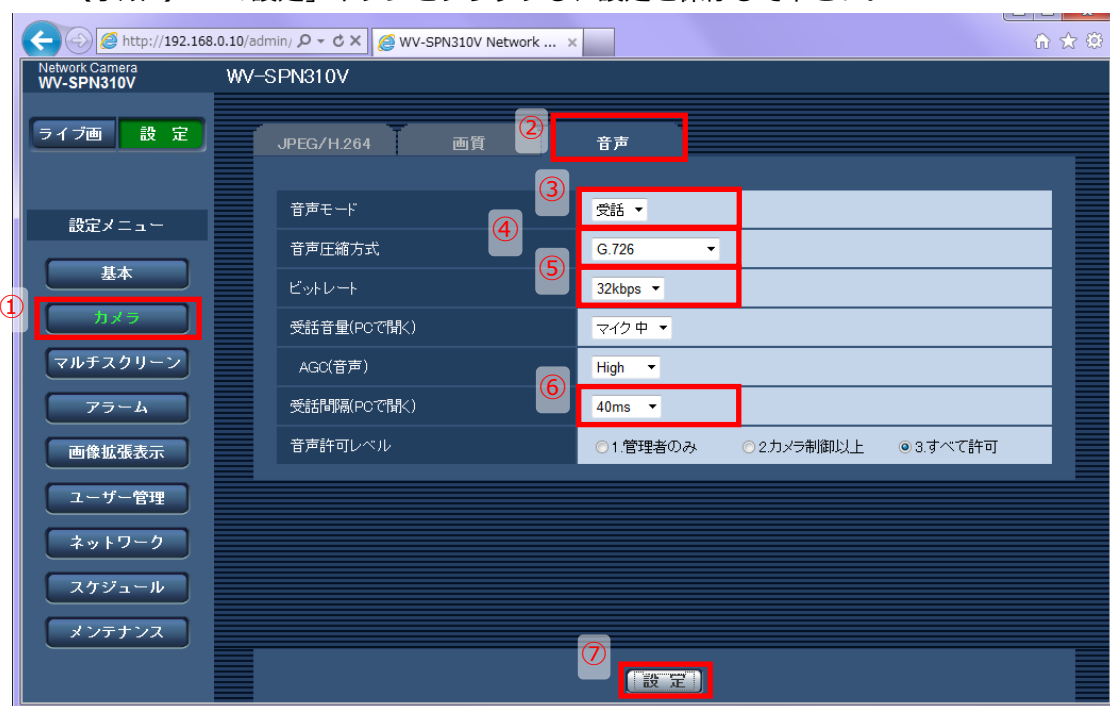 http://192.168.0.10/admin/
WV-SPN310V Network ...
Network Camera
WV-SPN310V
WV-SPN310V
ライブ画
設 定
JPEG/H.264
画質
②
音声
設定メニュー
基本
①
カメラ
マルチスクリーン
アラーム
画像拡張表示
ユーザー管理
ネットワーク
スケジュール
メンテナンス
③
音声モード
受話
④
音声圧縮方式
G.726
⑤
ビットレート
32kbps
受話音量(PCで聞く)
マイク 中
AGC(音声)
High
⑥
受話間隔(PCで聞く)
40ms
音声許可レベル
1.管理者のみ
2.カメラ制御以上
3.すべて許可
⑦
設 定